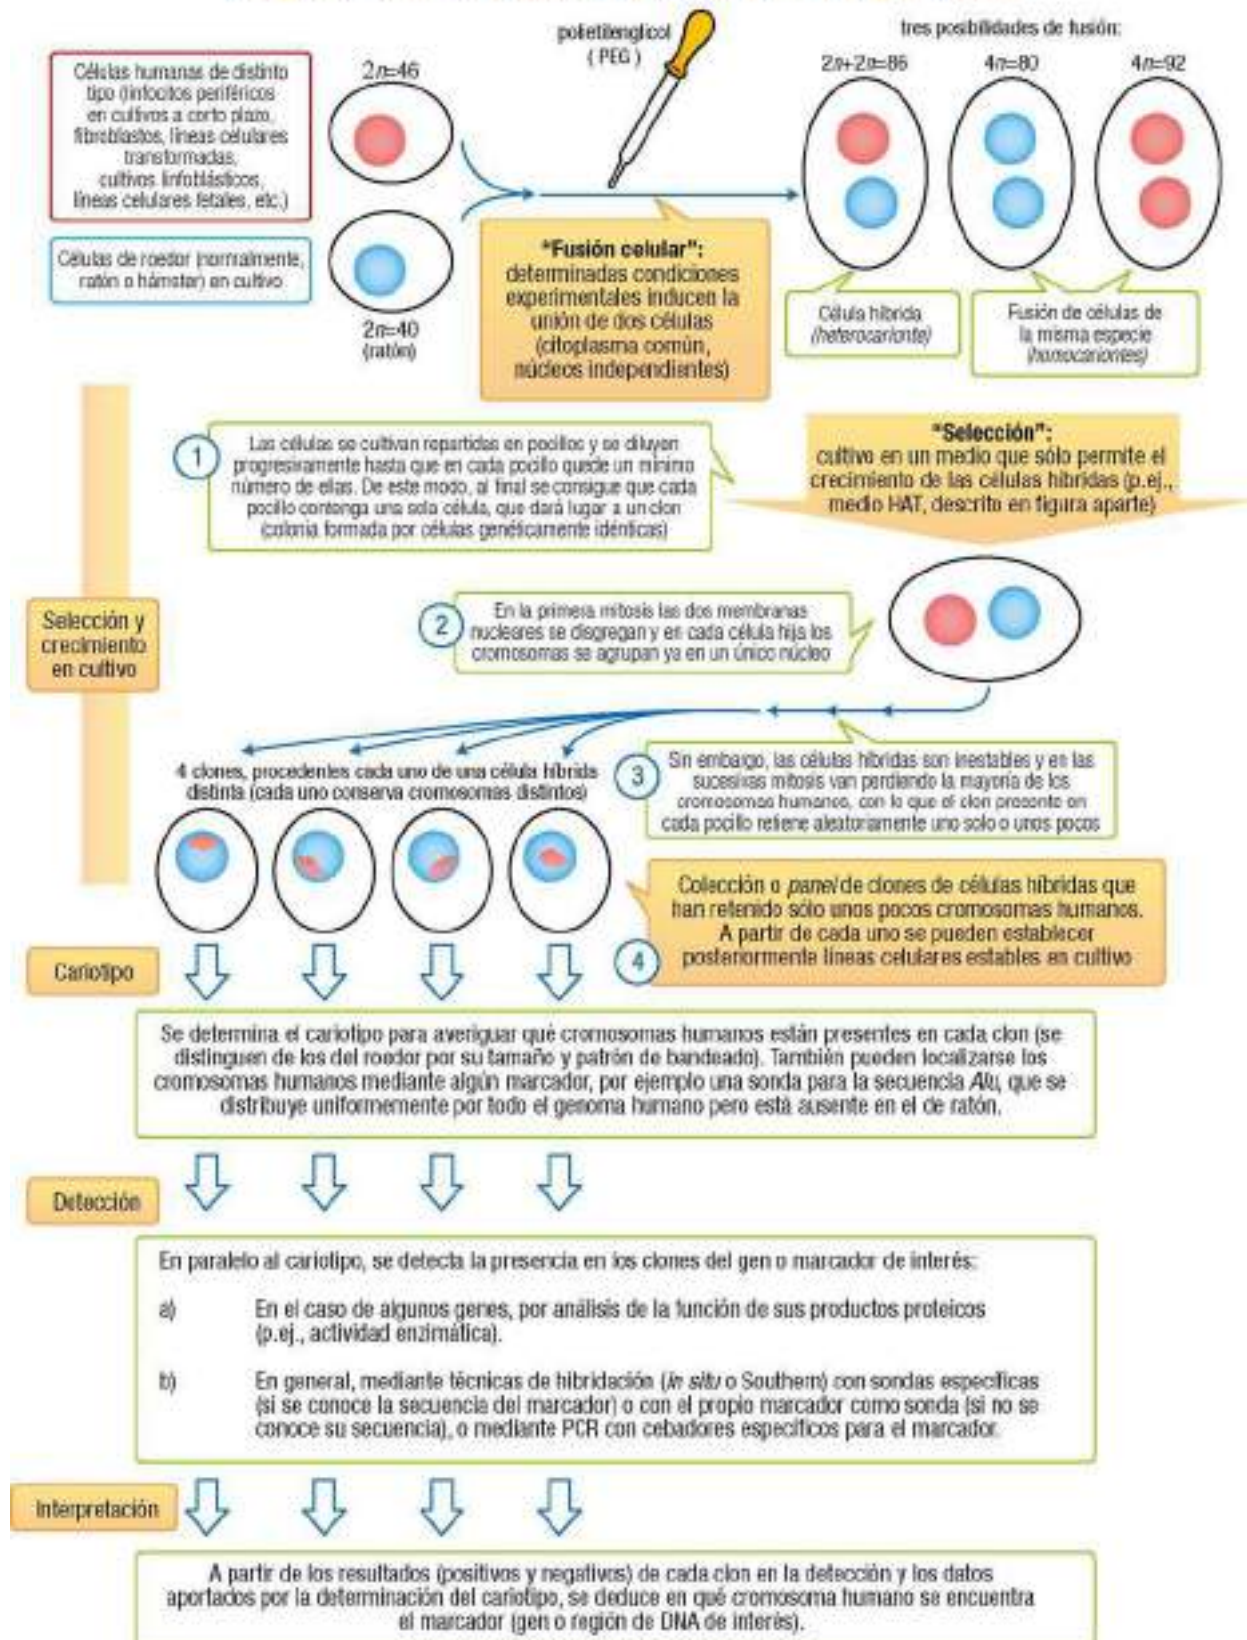 polietilenglicol
( PEG )
tres posibilidades de fusión:
Células humanas de distinto
tipo (linfocitos periféricos
en cultivos a corto plazo,
fibroblastos, líneas celulares
transformadas,
cultivos linfoblásticos,
líneas celulares fetales, etc.)
2n=46
2n+2n=86
4n=80
4n=92
Células de roedor (normalmente,
ratón o hámster) en cultivo
2n=40
(ratón)
"Fusión celular":
determinadas condiciones
experimentales inducen la
unión de dos células
(citoplasma común,
núcleos independientes)
Célula híbrida
(heterocarionte)
Fusión de células de
la misma especie
(homocariontes)
1
Las células se cultivan repartidas en pocillos y se diluyen
progresivamente hasta que en cada pocillo quede un mínimo
número de ellas. De este modo, al final se consigue que cada
pocillo contenga una sola célula, que dará lugar a un clon
(colonia formada por células genéticamente idénticas)
"Selección":
cultivo en un medio que sólo permite el
crecimiento de las células híbridas (p.ej.,
medio HAT, descrito en figura aparte)
Selección y
crecimiento
en cultivo
2
En la primera mitosis las dos membranas
nucleares se disgregan y en cada célula hija los
cromosomas se agrupan ya en un único núcleo
4 clones, procedentes cada uno de una célula híbrida
distinta (cada uno conserva cromosomas distintos)
3
Sin embargo, las células híbridas son inestables y en las
sucesivas mitosis van perdiendo la mayoría de los
cromosomas humanos, con lo que el clon presente en
cada pocillo retiene aleatoriamente uno solo o unos pocos
Colección o panel de clones de células híbridas que
han retenido sólo unos pocos cromosomas humanos.
A partir de cada uno se pueden establecer
posteriormente líneas celulares estables en cultivo
4
Cariotipo
Se determina el cariotipo para averiguar qué cromosomas humanos están presentes en cada clon (se
distinguen de los del roedor por su tamaño y patrón de bandeado). También pueden localizarse los
cromosomas humanos mediante algún marcador, por ejemplo una sonda para la secuencia Alu, que se
distribuye uniformemente por todo el genoma humano pero está ausente en el de ratón.
Detección
En paralelo al cariotipo, se detecta la presencia en los clones del gen o marcador de interés:
a) En el caso de algunos genes, por análisis de la función de sus productos proteicos
(p.ej., actividad enzimática).
b) En general, mediante técnicas de hibridación (in situ o Southern) con sondas específicas
(si se conoce la secuencia del marcador) o con el propio marcador como sonda (si no se
conoce su secuencia), o mediante PCR con cebadores específicos para el marcador.
Interpretación
A partir de los resultados (positivos y negativos) de cada clon en la detección y los datos
aportados por la determinación del cariotipo, se deduce en qué cromosoma humano se encuentra
el marcador (gen o región de DNA de interés).